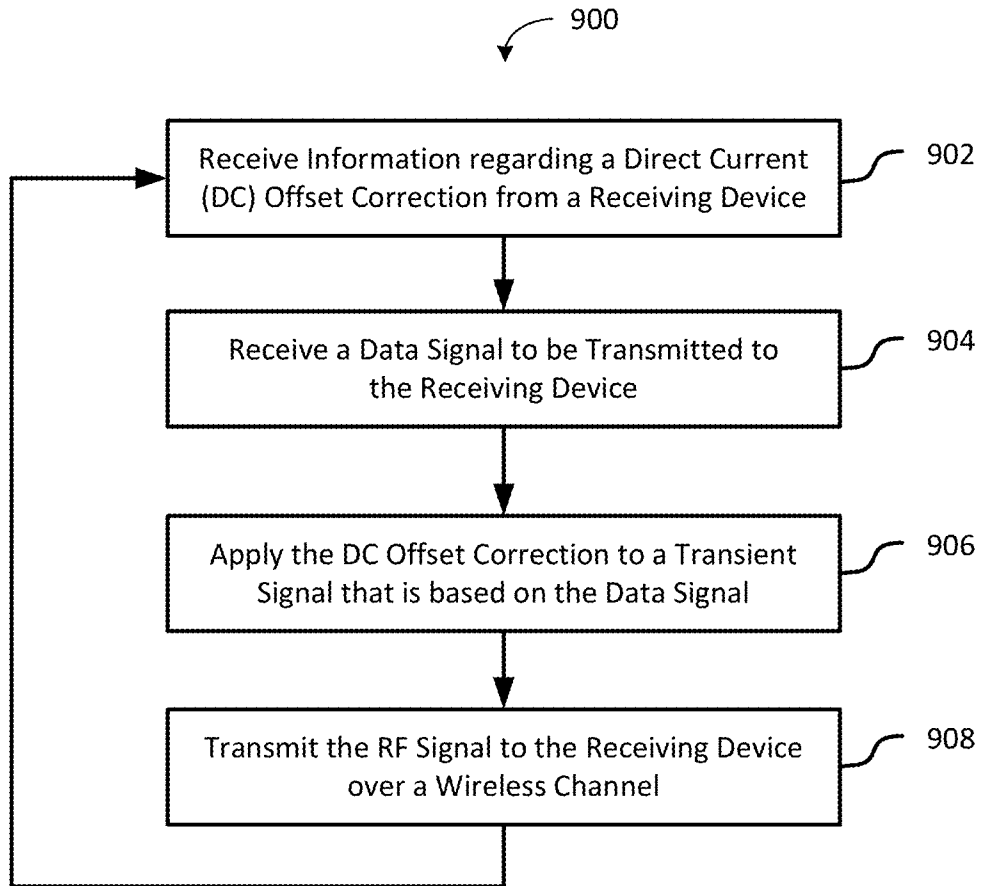 900
Receive Information regarding a Direct Current
(DC) Offset Correction from a Receiving Device
902
Receive a Data Signal to be Transmitted to
the Receiving Device
904
Apply the DC Offset Correction to a Transient
Signal that is based on the Data Signal
906
Transmit the RF Signal to the Receiving Device
over a Wireless Channel
908